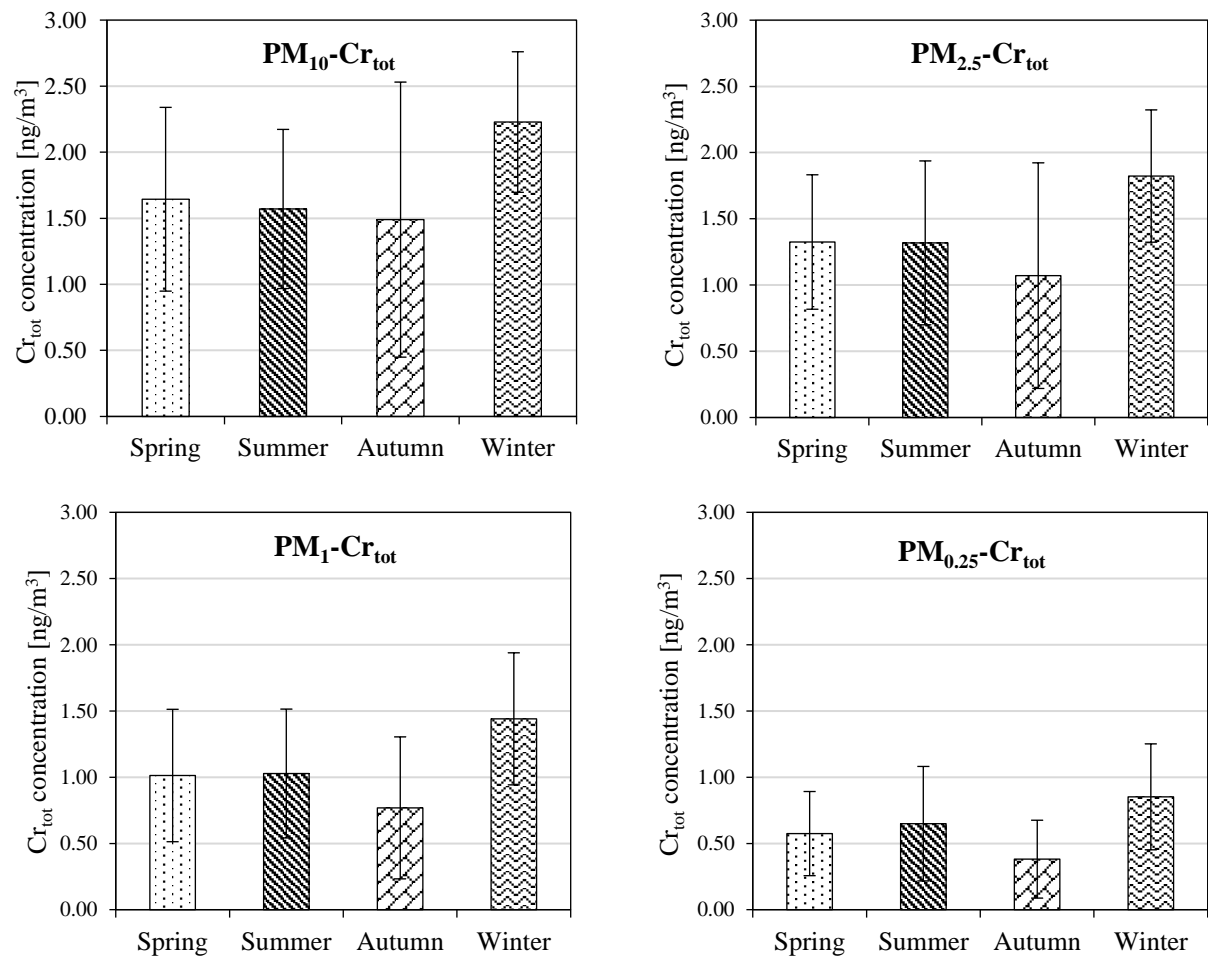 PM10-Crtot
Crtot concentration [ng/m3]
3.00
2.50
2.00
1.50
1.00
0.50
0.00
Spring Summer Autumn Winter
PM2.5-Crtot
Crtot concentration [ng/m3]
3.00
2.50
2.00
1.50
1.00
0.50
0.00
Spring Summer Autumn Winter
PM1-Crtot
Crtot concentration [ng/m3]
3.00
2.50
2.00
1.50
1.00
0.50
0.00
Spring Summer Autumn Winter
PM0.25-Crtot
Crtot concentration [ng/m3]
3.00
2.50
2.00
1.50
1.00
0.50
0.00
Spring Summer Autumn Winter